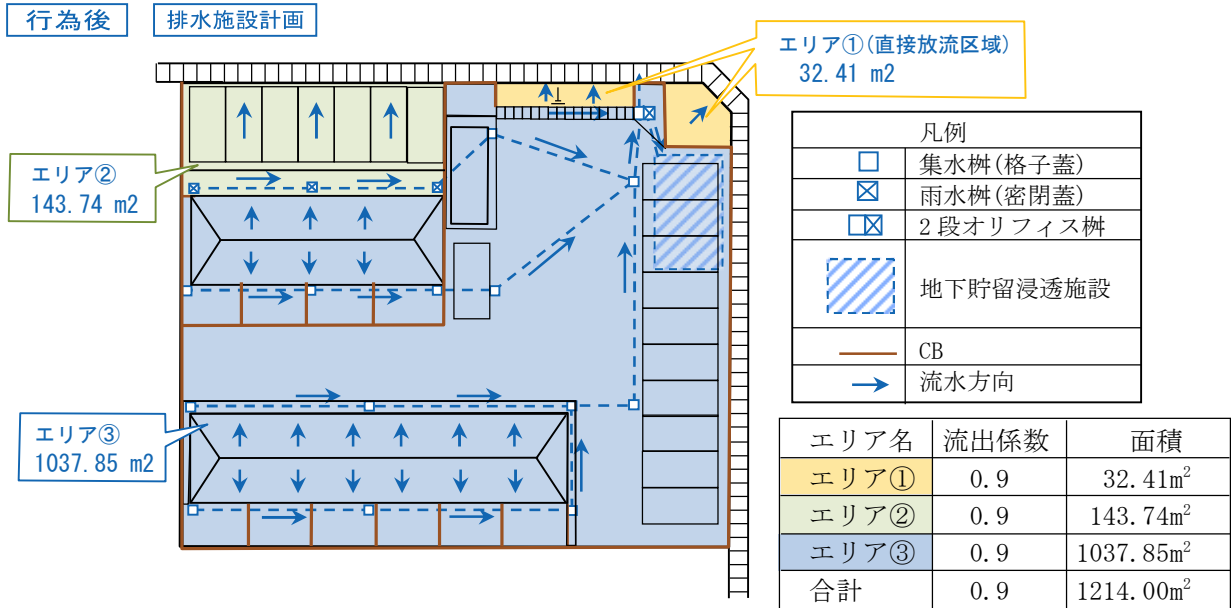 行為後
排水施設計画
エリア①(直接放流区域)
32.41 m2
エリア②
143.74 m2
エリア③
1037.85 m2
凡例
集水桝(格子蓋)
雨水桝(密閉蓋)
2段オリフィス桝
地下貯留浸透施設
CB
流水方向
エリア名 流出係数 面積
エリア① 0.9 32.41m²
エリア② 0.9 143.74m²
エリア③ 0.9 1037.85m²
合計 0.9 1214.00m²